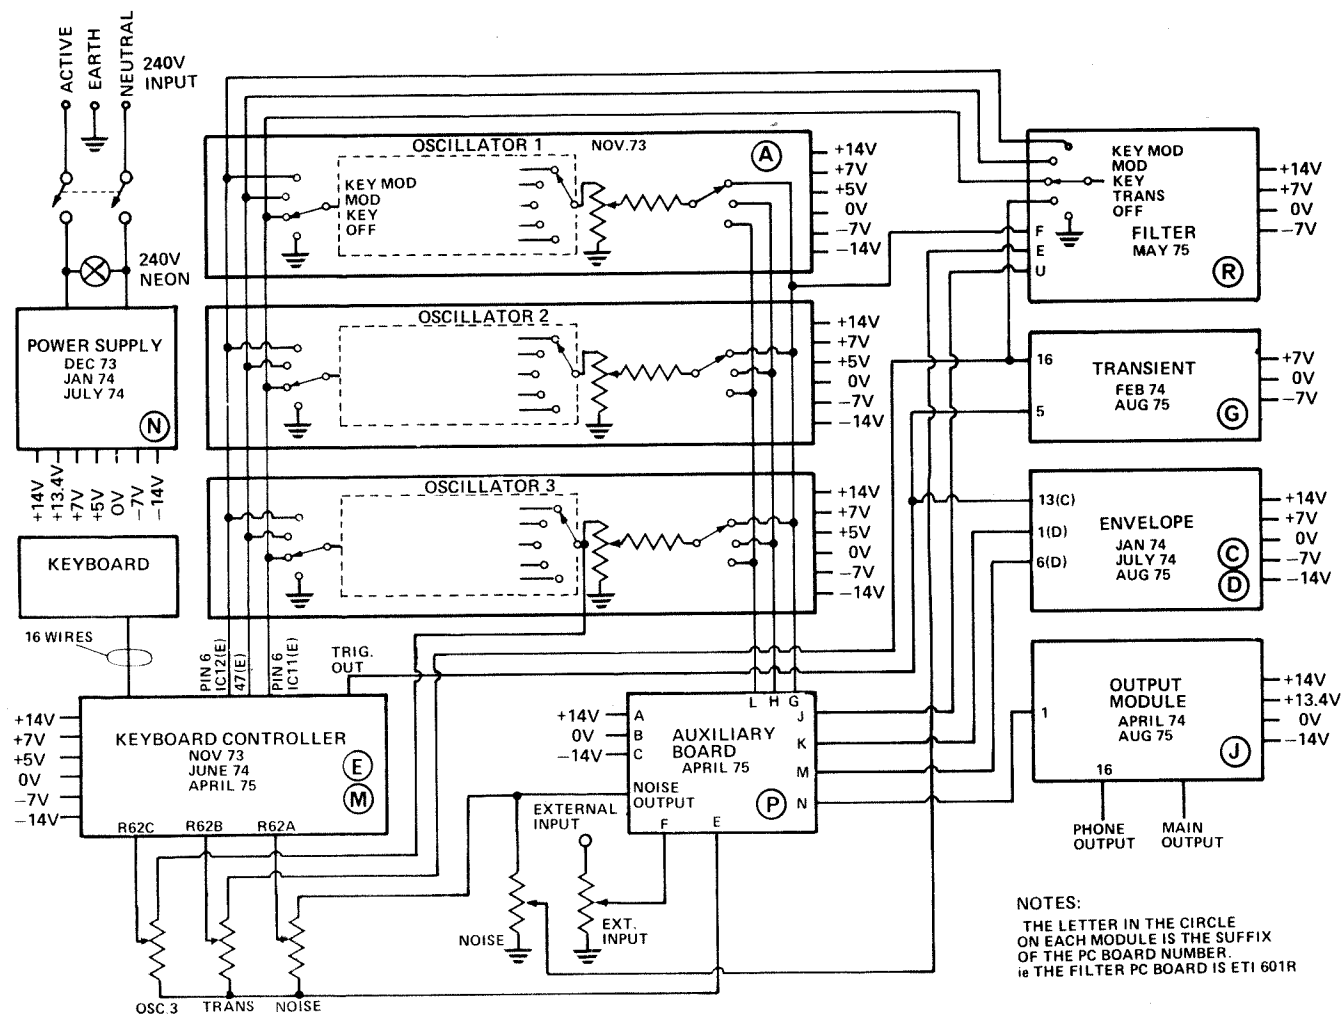 ACTIVE
EARTH
NEUTRAL
240V
INPUT
240V
NEON
POWER SUPPLY
DEC 73
JAN 74
JULY 74
N
+14V
+13.4V
+7V
+5V
0V
-7V
-14V
KEYBOARD
16 WIRES
OSCILLATOR 1
NOV.73
A
KEY MOD
MOD
KEY
OFF
+14V
+7V
+5V
0V
-7V
-14V
OSCILLATOR 2
+14V
+7V
+5V
0V
-7V
-14V
OSCILLATOR 3
+14V
+7V
+5V
0V
-7V
-14V
KEY MOD
MOD
KEY
TRANS
OFF
F
E
U
FILTER
MAY 75
R
+14V
+7V
0V
-7V
16
5
TRANSIENT
FEB 74
AUG 75
G
+7V
0V
-7V
13(C)
1(D)
6(D)
ENVELOPE
JAN 74
JULY 74
AUG 75
C
D
+14V
+7V
0V
-7V
-14V
1
OUTPUT
MODULE
APRIL 74
AUG 75
J
16
+14V
+13.4V
0V
-14V
PHONE
OUTPUT
MAIN
OUTPUT
PIN 6
IC12(E)
47(E)
PIN 6
IC11(E)
TRIG.
OUT
+14V
+7V
+5V
0V
-7V
-14V
KEYBOARD CONTROLLER
NOV 73
JUNE 74
APRIL 75
E
M
R62C
R62B
R62A
OSC.3
TRANS
NOISE
+14V
0V
-14V
A
B
C
L
H
G
J
K
M
N
AUXILIARY
BOARD
APRIL 75
NOISE
OUTPUT
P
F
E
EXTERNAL
INPUT
NOISE
EXT.
INPUT
NOTES:
THE LETTER IN THE CIRCLE
ON EACH MODULE IS THE SUFFIX
OF THE PC BOARD NUMBER.
ie THE FILTER PC BOARD IS ETI 601R